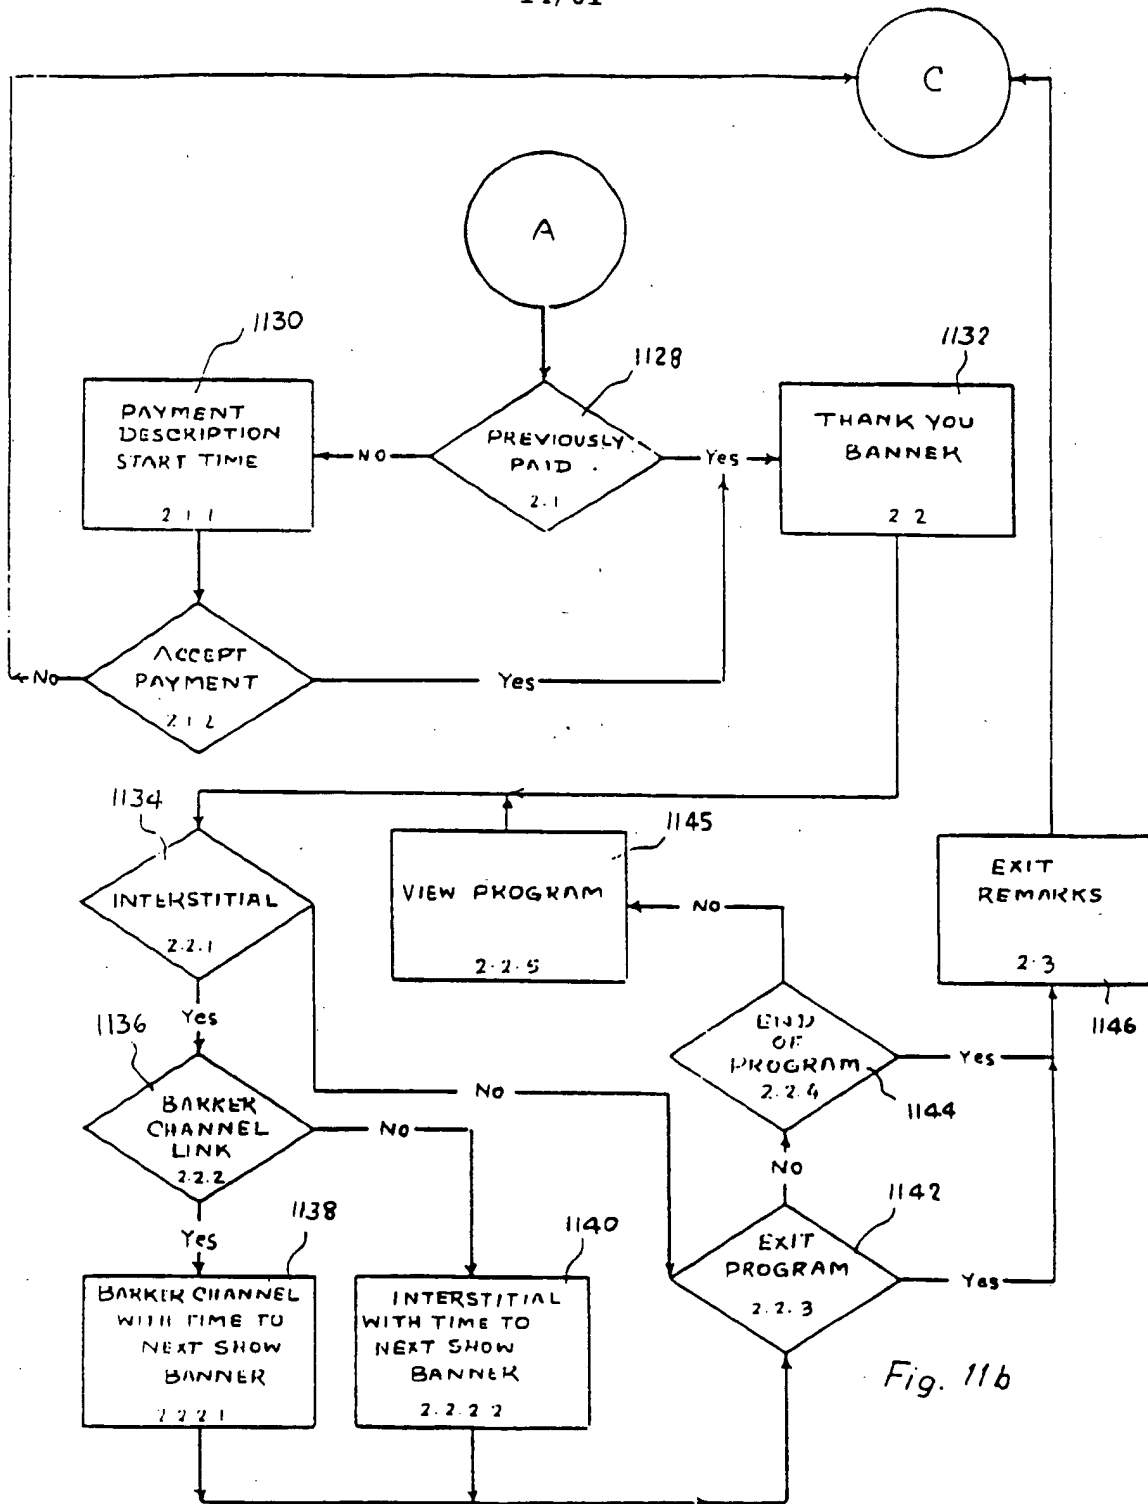 C
A
1130
1128
1132
PAYMENT
DESCRIPTION
START TIME
2 1 1
NO
PREVIOUSLY
PAID
2.1
Yes
THANK YOU
BANNER
2 2
ACCEPT
PAYMENT
2 1 2
No
Yes
1134
INTERSTITIAL
2.2.1
1145
VIEW PROGRAM
2.2.5
NO
EXIT
REMARKS
2.3
1146
Yes
1136
BARKER
CHANNEL
LINK
2.2.2
No
NO
END
OF
PROGRAM
2.2.4
Yes
1144
NO
Yes
1138
BARKER CHANNEL
WITH TIME TO
NEXT SHOW
BANNER
2 2 2 1
1140
INTERSTITIAL
WITH TIME TO
NEXT SHOW
BANNER
2.2.2 2
1142
EXIT
PROGRAM
2.2.3
Yes
Fig. 11b